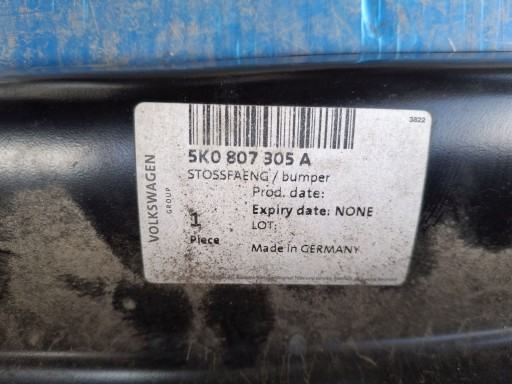 3822
5K0 807 305 A
STOSSFAENG / bumper
Prod. date:
Expiry date: NONE
LOT:
1
Piece
Made in GERMANY
VOLKSWAGEN
GROUP